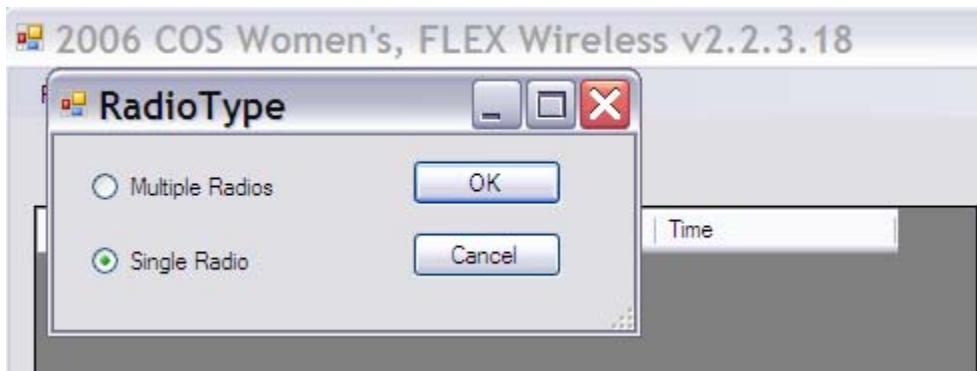 2006 COS Women's, FLEX Wireless v2.2.3.18
RadioType
Multiple Radios
OK
Single Radio
Cancel
Time